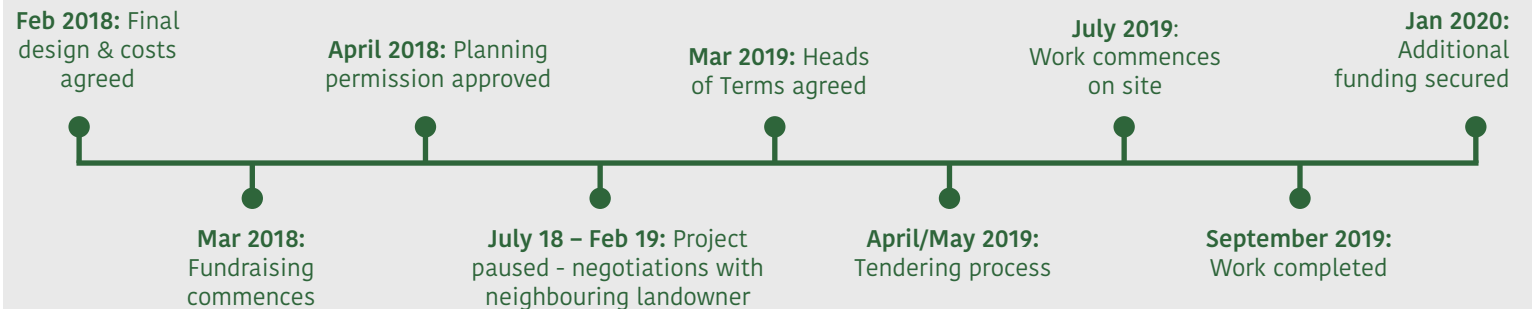 Feb 2018: Final
design & costs
agreed
Mar 2018:
Fundraising
commences
April 2018: Planning
permission approved
July 18 – Feb 19: Project
paused - negotiations with
neighbouring landowner
Mar 2019: Heads
of Terms agreed
April/May 2019:
Tendering process
July 2019:
Work commences
on site
September 2019:
Work completed
Jan 2020:
Additional
funding secured